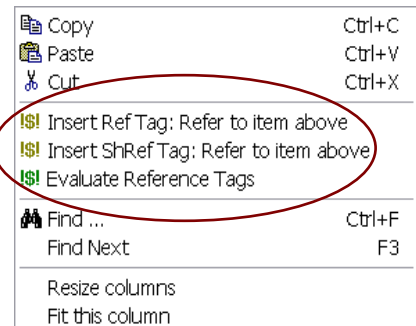 Copy Ctrl+C
Paste Ctrl+V
Cut Ctrl+X
!$! Insert Ref Tag: Refer to item above
!$! Insert ShRef Tag: Refer to item above
!$! Evaluate Reference Tags
Find ... Ctrl+F
Find Next F3
Resize columns
Fit this column